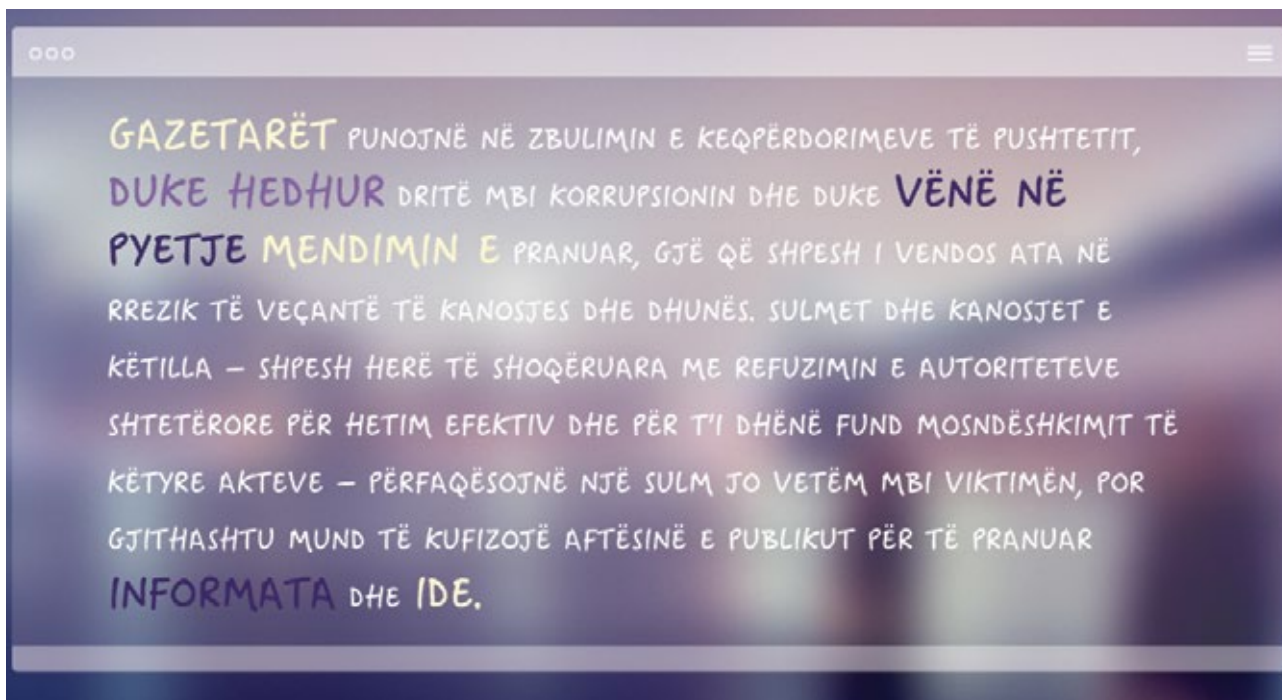 GAZETARËT PUNOJNË NË ZBULIMIN E KEQPËRDORIMEVE TË PUSHTETIT,
DUKE HEDHUR DRITË MBI KORRUPSIONIN DHE DUKE VËNË NË
PYETJE MENDIMIN E PRANUAR, GJË QË SHPESH I VENDOS ATA NË
RREZIK TË VEÇANTË TË KANOSJES DHE DHUNËS. SULMET DHE KANOSJET E
KËTILLA – SHPESH HERË TË SHOQËRUARA ME REFUZIMIN E AUTORITETEVE
SHTETËRORE PËR HETIM EFEKTIV DHE PËR T'I DHËNË FUND MOSNDËSHKIMIT TË
KËTYRE AKTEVE – PËRFAQËSOJNË NJË SULM JO VETËM MBI VIKTIMËN, POR
GJITHASHTU MUND TË KUFIZOJË AFTËSINË E PUBLIKUT PËR TË PRANUAR
INFORMATA DHE IDE.